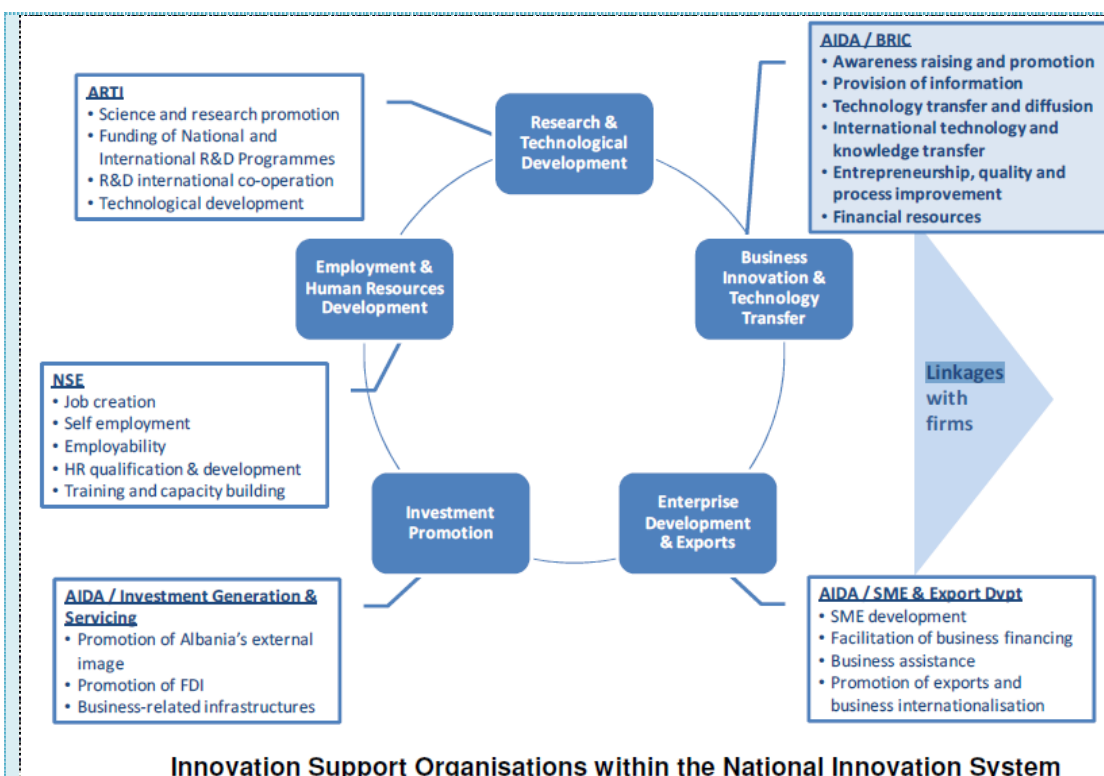 AIDA / BRIC
• Awareness raising and promotion
• Provision of information
• Technology transfer and diffusion
• International technology and
knowledge transfer
• Entrepreneurship, quality and
process improvement
• Financial resources
ARTI
• Science and research promotion
• Funding of National and
International R&D Programmes
• R&D international co-operation
• Technological development
Research &
Technological
Development
Employment &
Human Resources
Development
Business
Innovation &
Technology
Transfer
Linkages
with
firms
NSE
• Job creation
• Self employment
• Employability
• HR qualification & development
• Training and capacity building
Investment
Promotion
Enterprise
Development
& Exports
AIDA / Investment Generation &
Servicing
• Promotion of Albania's external
image
• Promotion of FDI
• Business-related infrastructures
AIDA / SME & Export Dvpt
• SME development
• Facilitation of business financing
• Business assistance
• Promotion of exports and
business internationalisation
Innovation Support Organisations within the National Innovation System